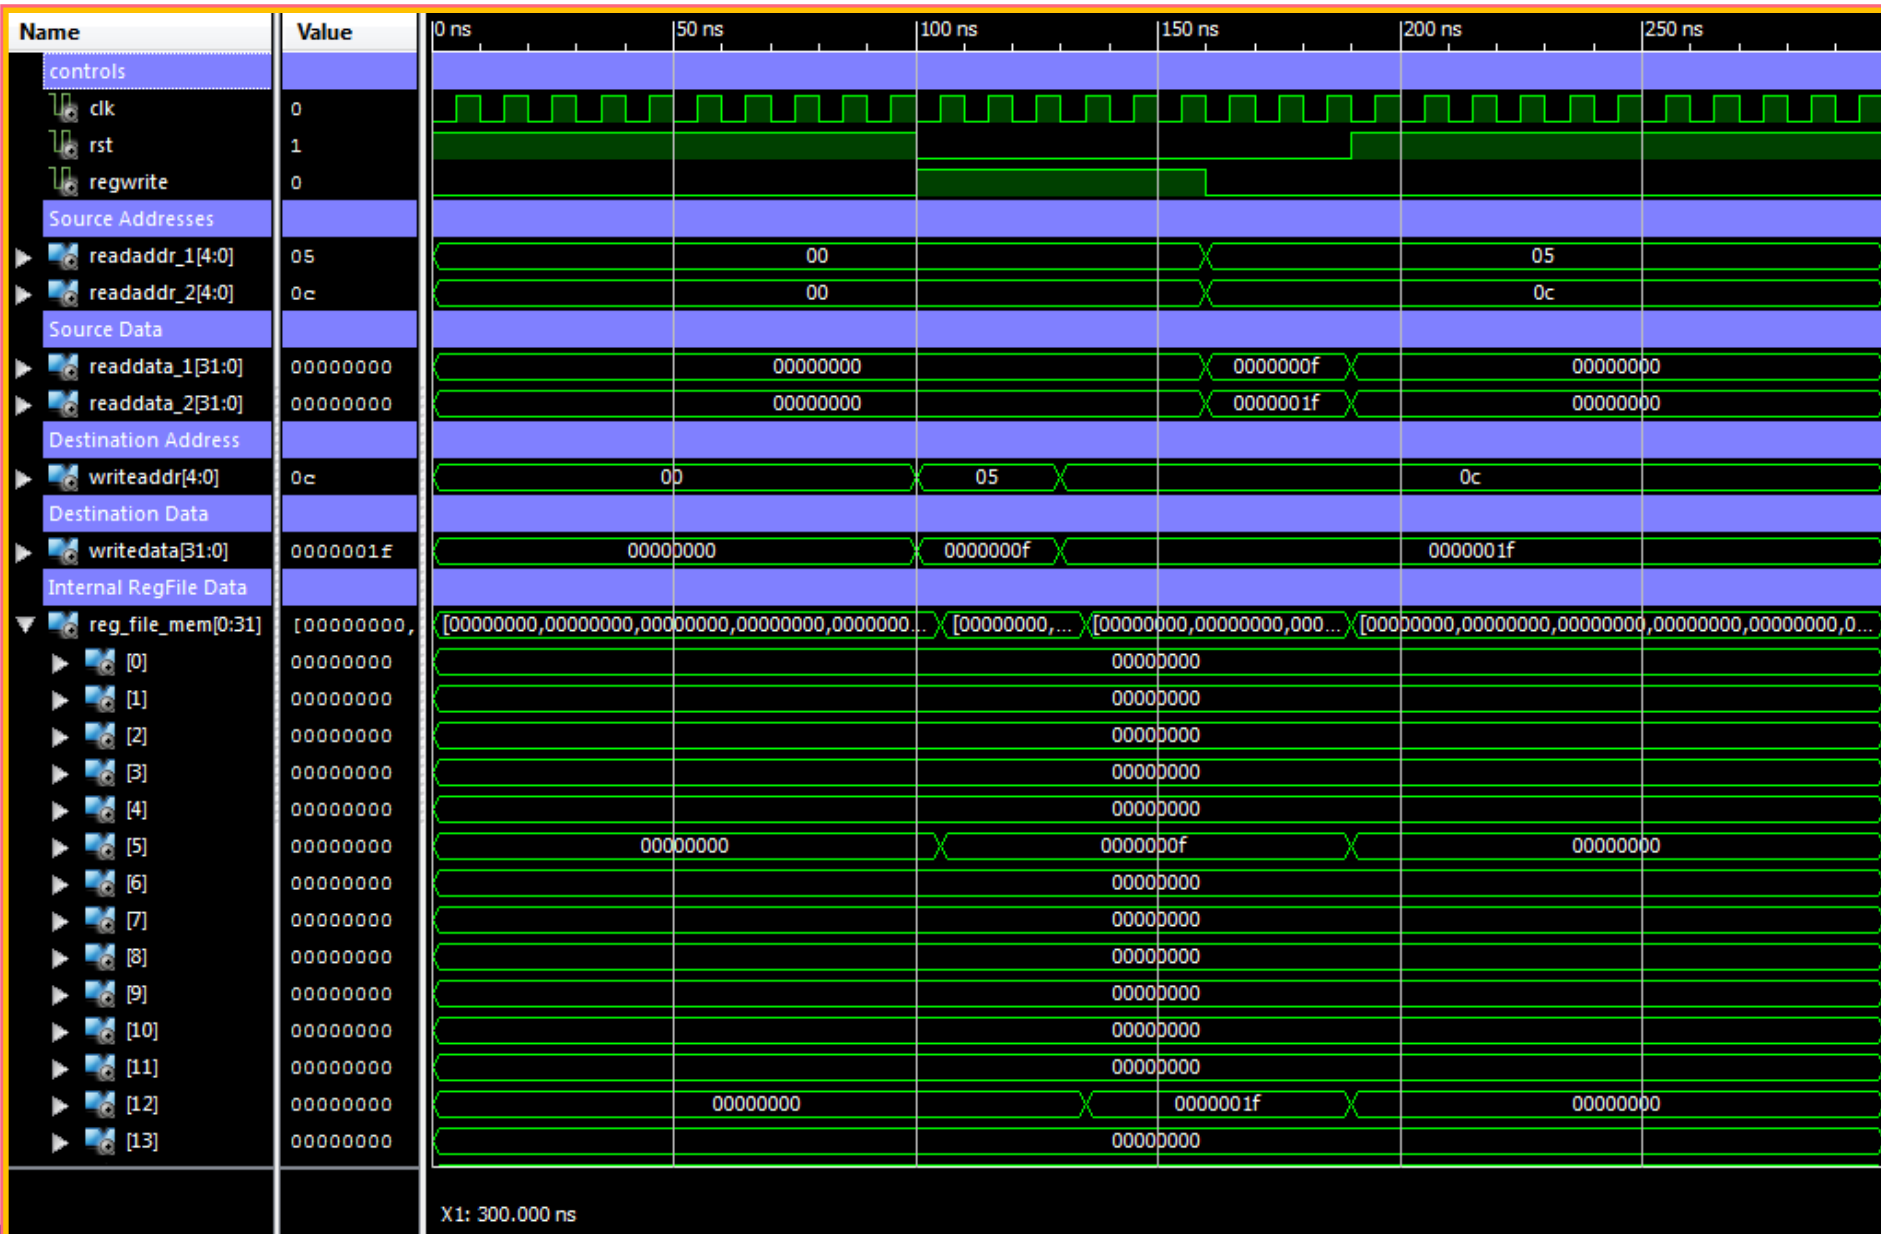 Name Value 0 ns 50 ns 100 ns 150 ns 200 ns 250 ns
controls
clk 0
rst 1
regwrite 0
Source Addresses
readaddr_1[4:0] 05 00 05
readaddr_2[4:0] 0c 00 0c
Source Data
readdata_1[31:0] 00000000 00000000 0000000f 00000000
readdata_2[31:0] 00000000 00000000 0000001f 00000000
Destination Address
writeaddr[4:0] 0c 00 05 0c
Destination Data
writedata[31:0] 0000001f 00000000 0000000f 0000001f
Internal RegFile Data
reg_file_mem[0:31] [00000000, [00000000,00000000,00000000,00000000,0000000... [00000000,... [00000000,00000000,000... [00000000,00000000,00000000,00000000,00000000,0...
[0] 00000000 00000000
[1] 00000000 00000000
[2] 00000000 00000000
[3] 00000000 00000000
[4] 00000000 00000000
[5] 00000000 00000000 0000000f 00000000
[6] 00000000 00000000
[7] 00000000 00000000
[8] 00000000 00000000
[9] 00000000 00000000
[10] 00000000 00000000
[11] 00000000 00000000
[12] 00000000 00000000 0000001f 00000000
[13] 00000000 00000000
X1: 300.000 ns